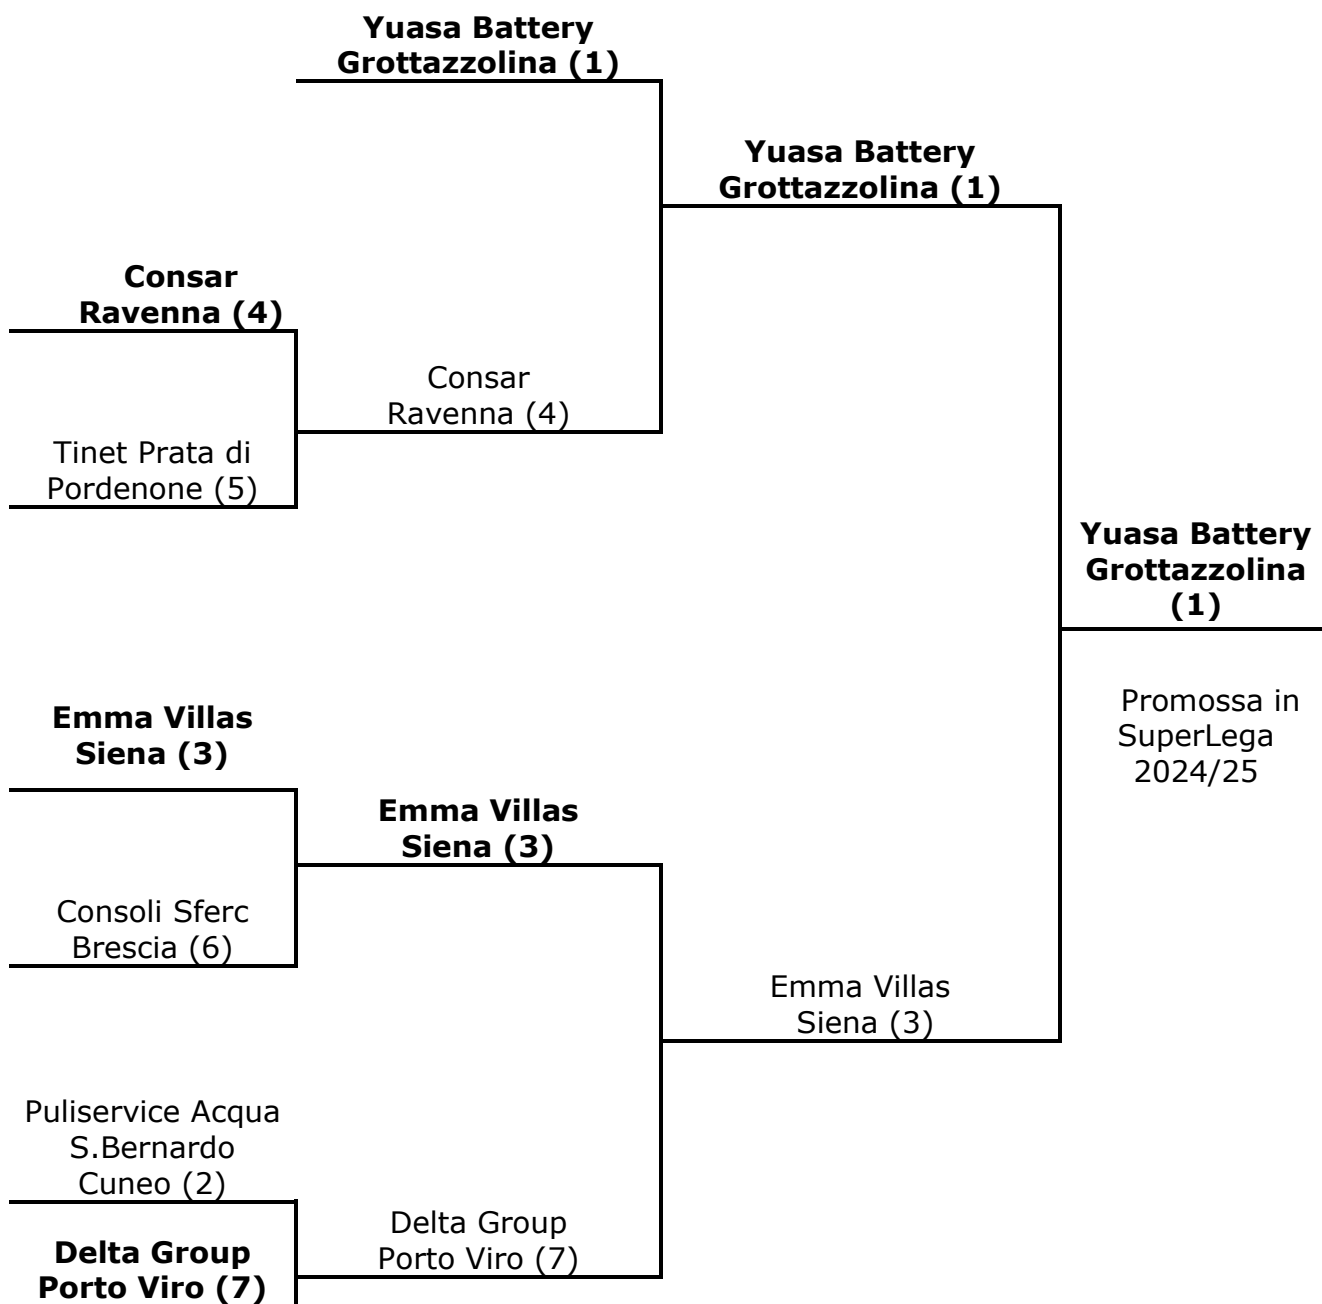 Yuasa Battery
Grottazzolina (1)
Yuasa Battery
Grottazzolina (1)
Consar
Ravenna (4)
Consar
Ravenna (4)
Tinet Prata di
Pordenone (5)
Yuasa Battery
Grottazzolina
(1)
Promossa in
SuperLega
2024/25
Emma Villas
Siena (3)
Emma Villas
Siena (3)
Consoli Sferc
Brescia (6)
Emma Villas
Siena (3)
Puliservice Acqua
S.Bernardo
Cuneo (2)
Delta Group
Porto Viro (7)
Delta Group
Porto Viro (7)